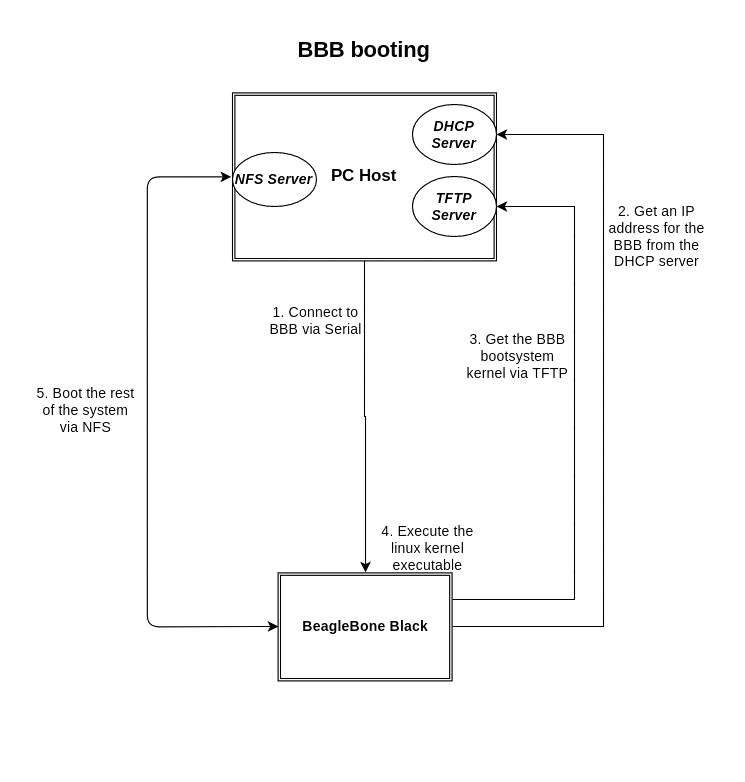 BBB booting
DHCP
Server
NFS Server
PC Host
TFTP
Server
1. Connect to
BBB via Serial
2. Get an IP
address for the
BBB from the
DHCP server
3. Get the BBB
bootsystem
kernel via TFTP
5. Boot the rest
of the system
via NFS
4. Execute the
linux kernel
executable
BeagleBone Black